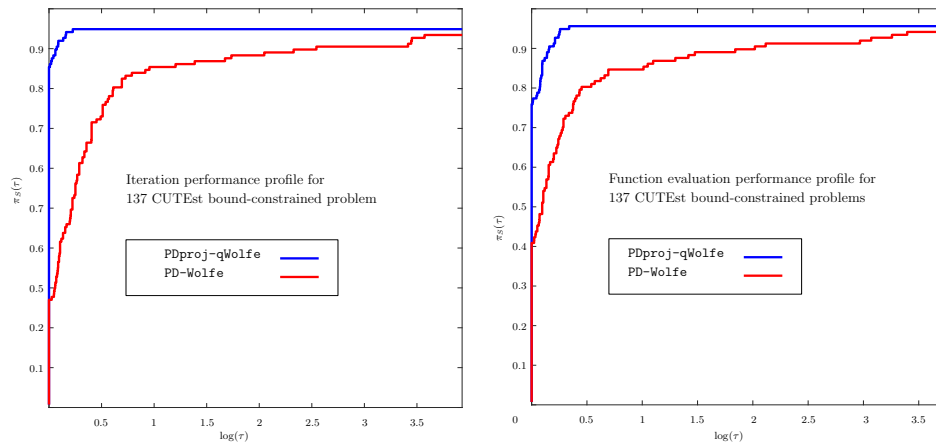 0.9
0.8
0.7
0.8
0.9
0.6
0.5
0.2
0.1
π_S(τ)
Iteration performance profile for
137 CUTEst bound-constrained problem
PDproj-qWolfe
PD-Wolfe
0.5 1 1.5 2 2.5 3 3.5
log(τ)
0.9
0.8
0.9
0.8
0.5
0.4
0.4
0.2
0.1
π_S(τ)
Function evaluation performance profile for
137 CUTEst bound-constrained problems
PDproj-qWolfe
PD-Wolfe
0 0.5 1 1.5 2 2.5 3 3.5
log(τ)